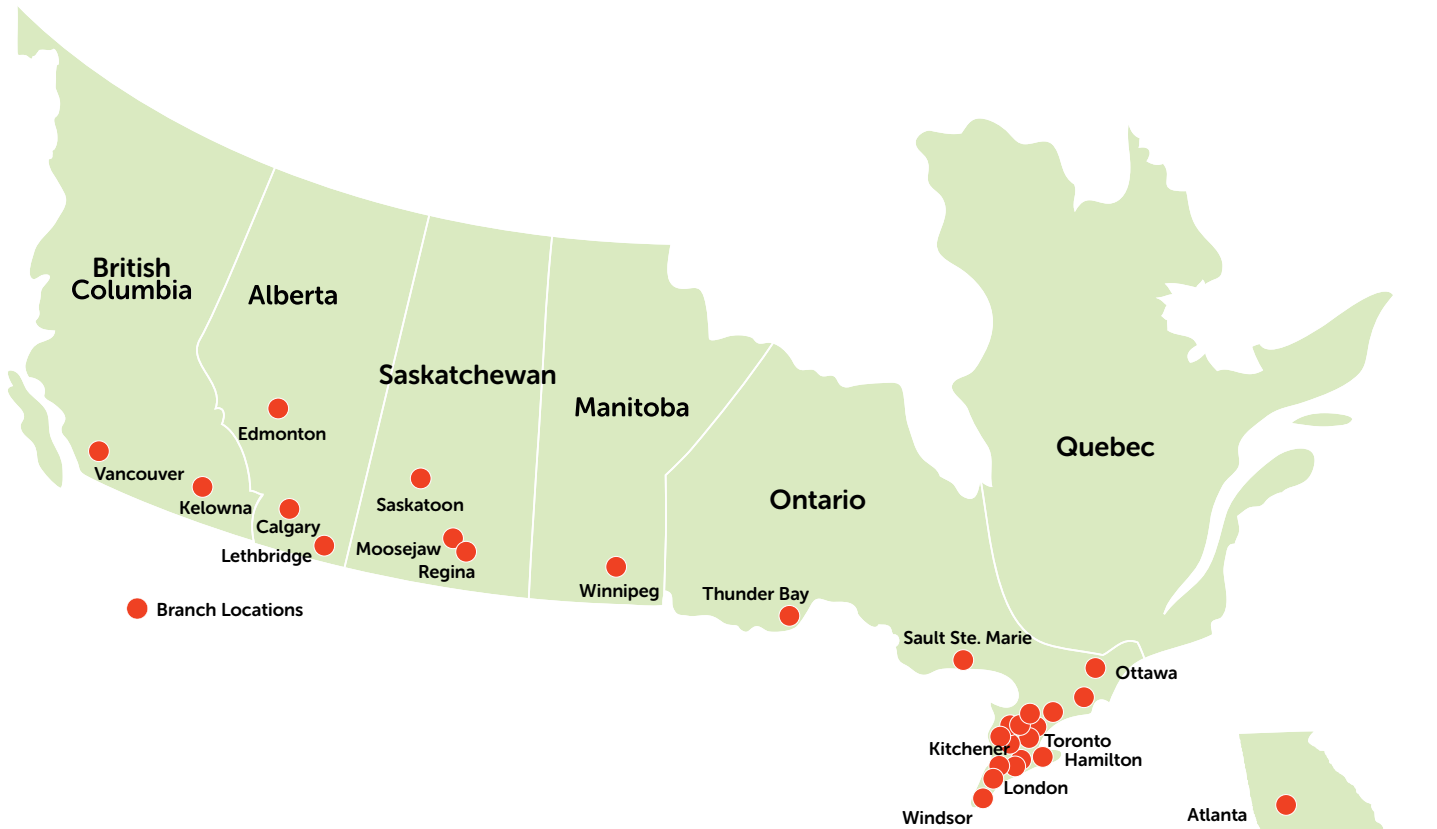 British
Columbia
Alberta
Saskatchewan
Manitoba
Ontario
Quebec
Edmonton
Vancouver
Kelowna
Calgary
Lethbridge
Saskatoon
Moosejaw
Regina
Winnipeg
Thunder Bay
Branch Locations
Sault Ste. Marie
Ottawa
Toronto
Kitchener
Hamilton
London
Windsor
Atlanta